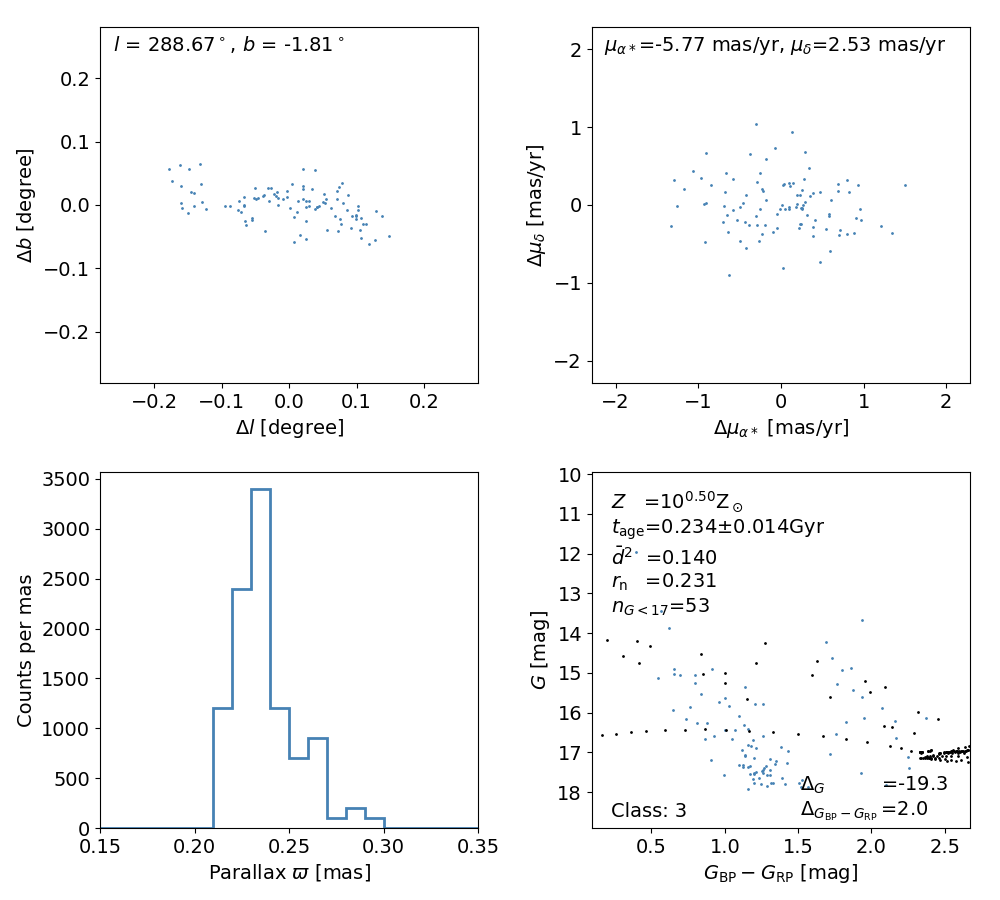 l = 288.67°, b = -1.81°
0.2
0.1
0.0
−0.1
−0.2
Δb [degree]
−0.2 −0.1 0.0 0.1 0.2
Δl [degree]
μα*=-5.77 mas/yr, μδ=2.53 mas/yr
2
1
0
−1
−2
Δμδ [mas/yr]
−2 −1 0 1 2
Δμα* [mas/yr]
3500
3000
2500
2000
1500
1000
500
0
Counts per mas
0.15 0.20 0.25 0.30 0.35
Parallax ϖ [mas]
10
11
12
13
14
15
16
17
18
G [mag]
Z =10^0.50 Z⊙
t_age=0.234±0.014Gyr
d̄² =0.140
r_n =0.231
n_G<17=53
Δ_G =-19.3
Class: 3
Δ_GBP−GRP =2.0
0.5 1.0 1.5 2.0 2.5
G_BP − G_RP [mag]